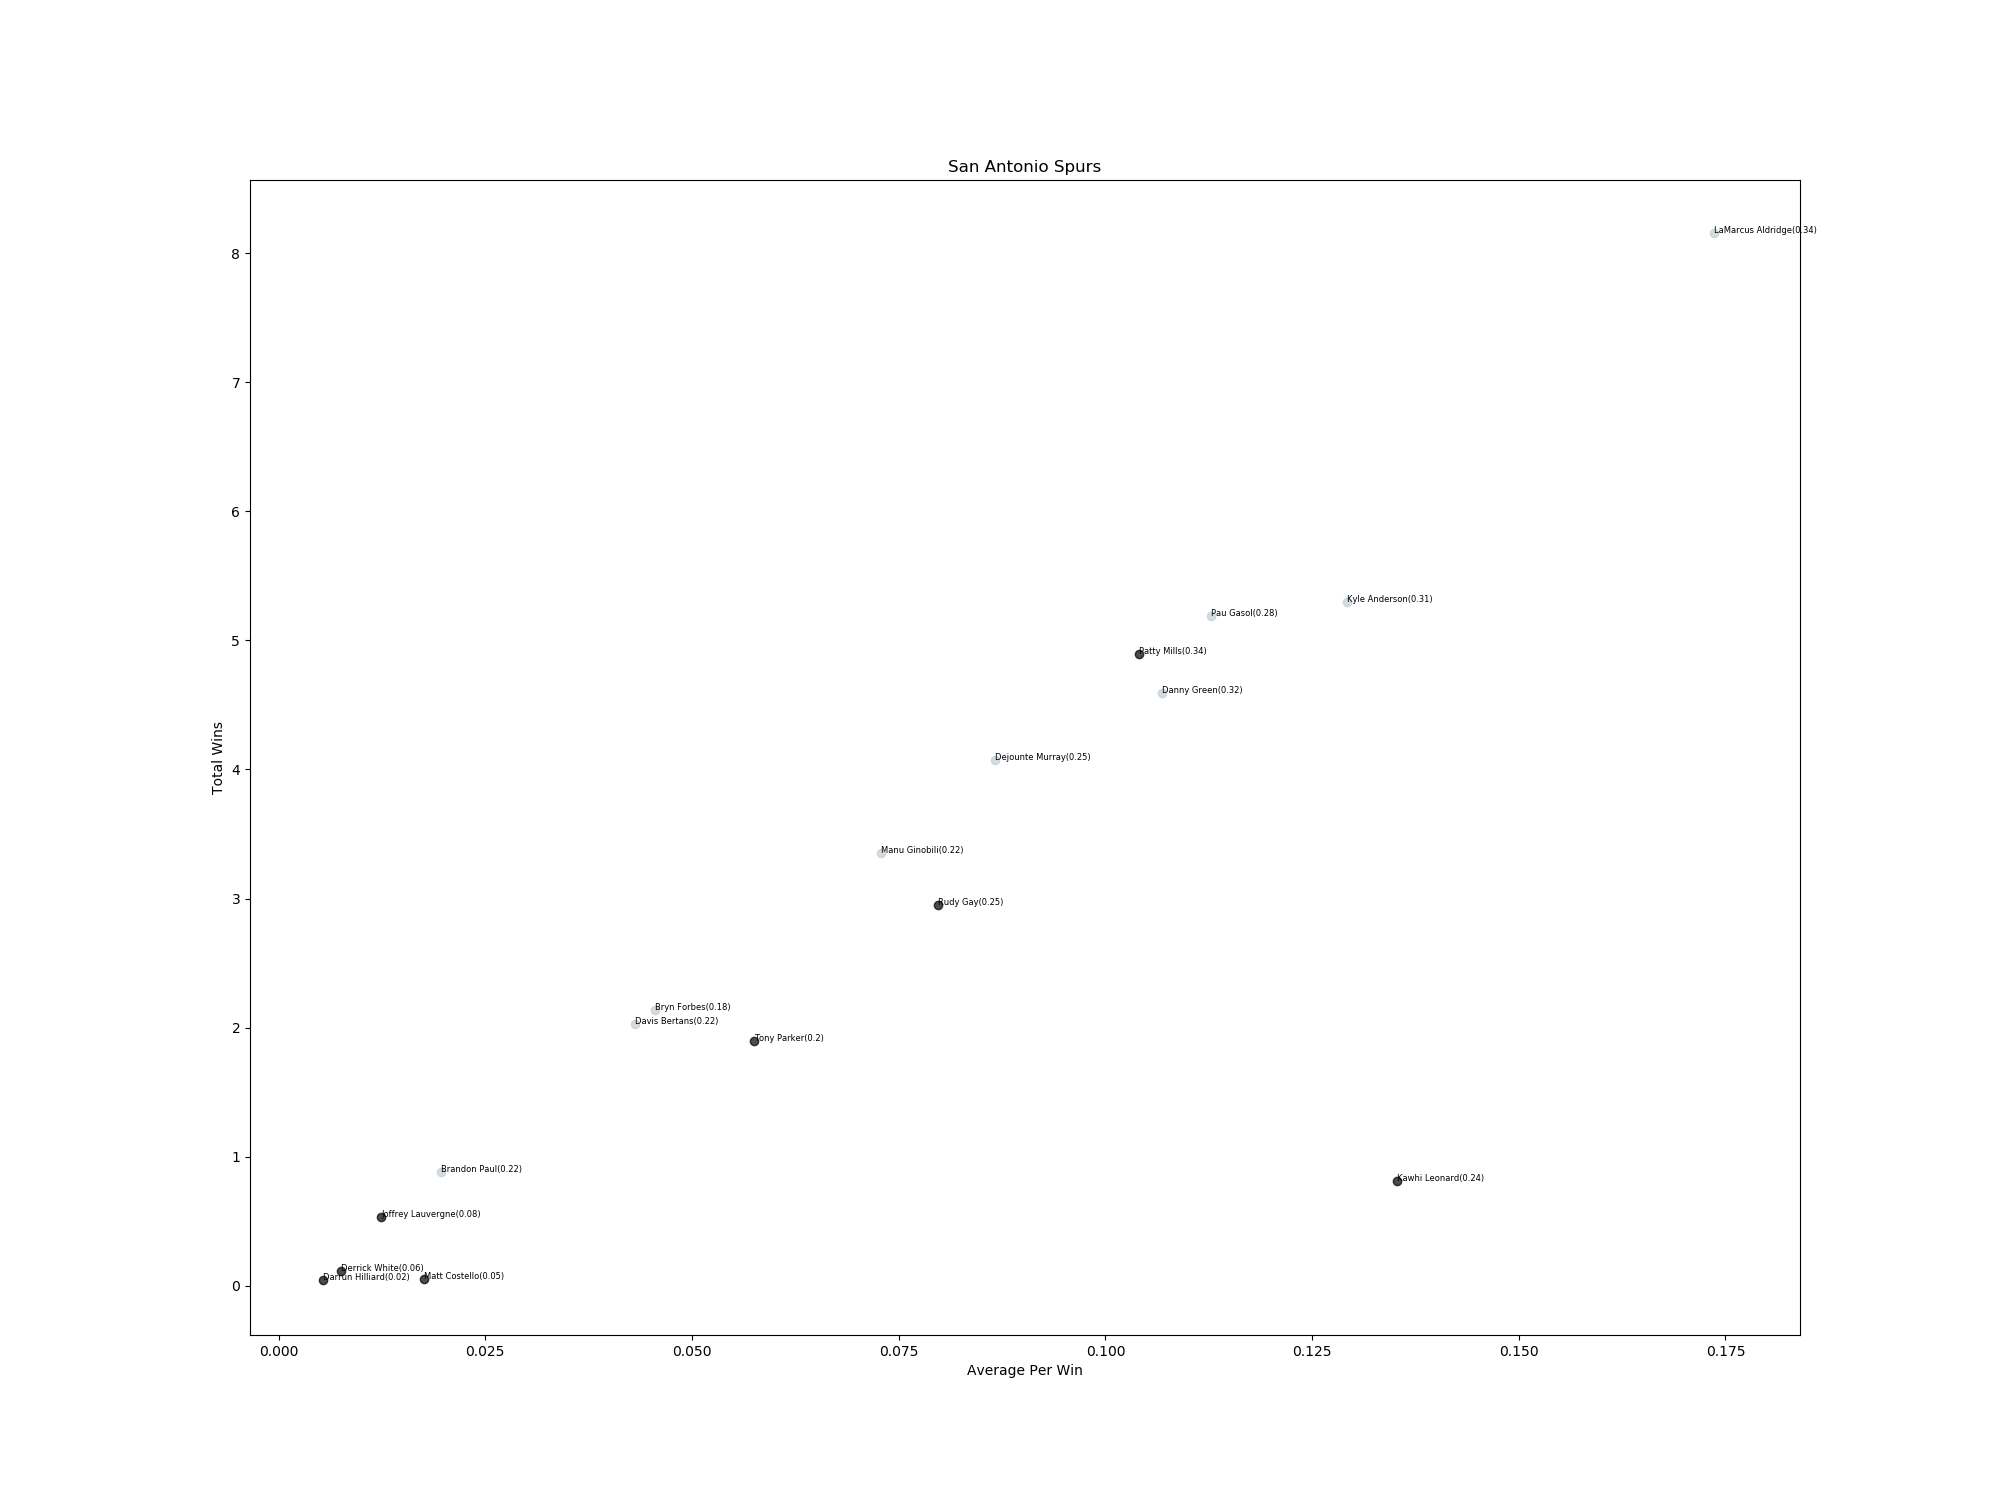 San Antonio Spurs
LaMarcus Aldridge(0.34)
8
7
6
Kyle Anderson(0.31)
Pau Gasol(0.28)
5
Patty Mills(0.34)
Danny Green(0.32)
Total Wins
Dejounte Murray(0.25)
4
Manu Ginobili(0.22)
3
Rudy Gay(0.25)
Bryn Forbes(0.18)
Davis Bertans(0.22)
2
Tony Parker(0.2)
Brandon Paul(0.22)
1
Kawhi Leonard(0.24)
Joffrey Lauvergne(0.08)
Derrick White(0.06)
Darrun Hilliard(0.02)
Matt Costello(0.05)
0
0.000 0.025 0.050 0.075 0.100 0.125 0.150 0.175
Average Per Win